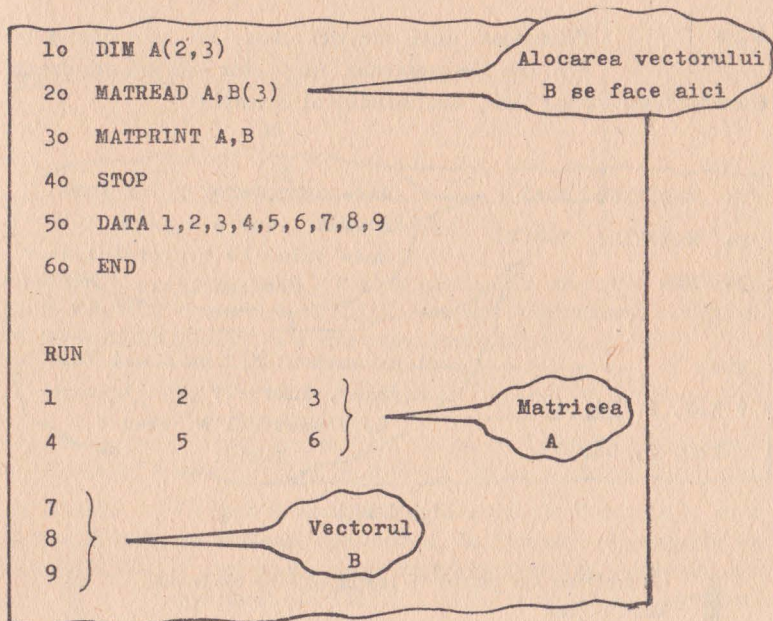 1o DIM A(2,3)
2o MATREAD A,B(3)
Alocarea vectorului
B se face aici
3o MATPRINT A,B
4o STOP
5o DATA 1,2,3,4,5,6,7,8,9
6o END
RUN
1 2 3
4 5 6
Matricea
A
7
8
9
Vectorul
B